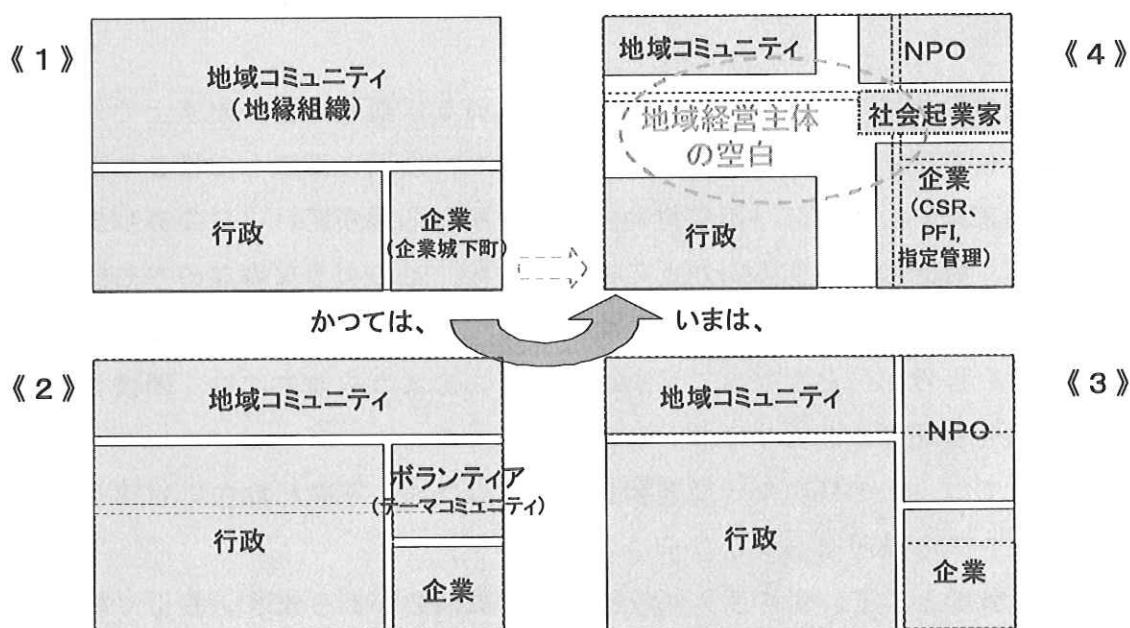 《1》
地域コミュニティ
(地縁組織)
行政
企業
(企業城下町)
地域コミュニティ
NPO
《4》
社会起業家
地域経営主体
の空白
行政
企業
(CSR、
PFI,
指定管理)
かつては、
いまは、
《2》
地域コミュニティ
ボランティア
(テーマコミュニティ)
行政
企業
地域コミュニティ
NPO
《3》
行政
企業